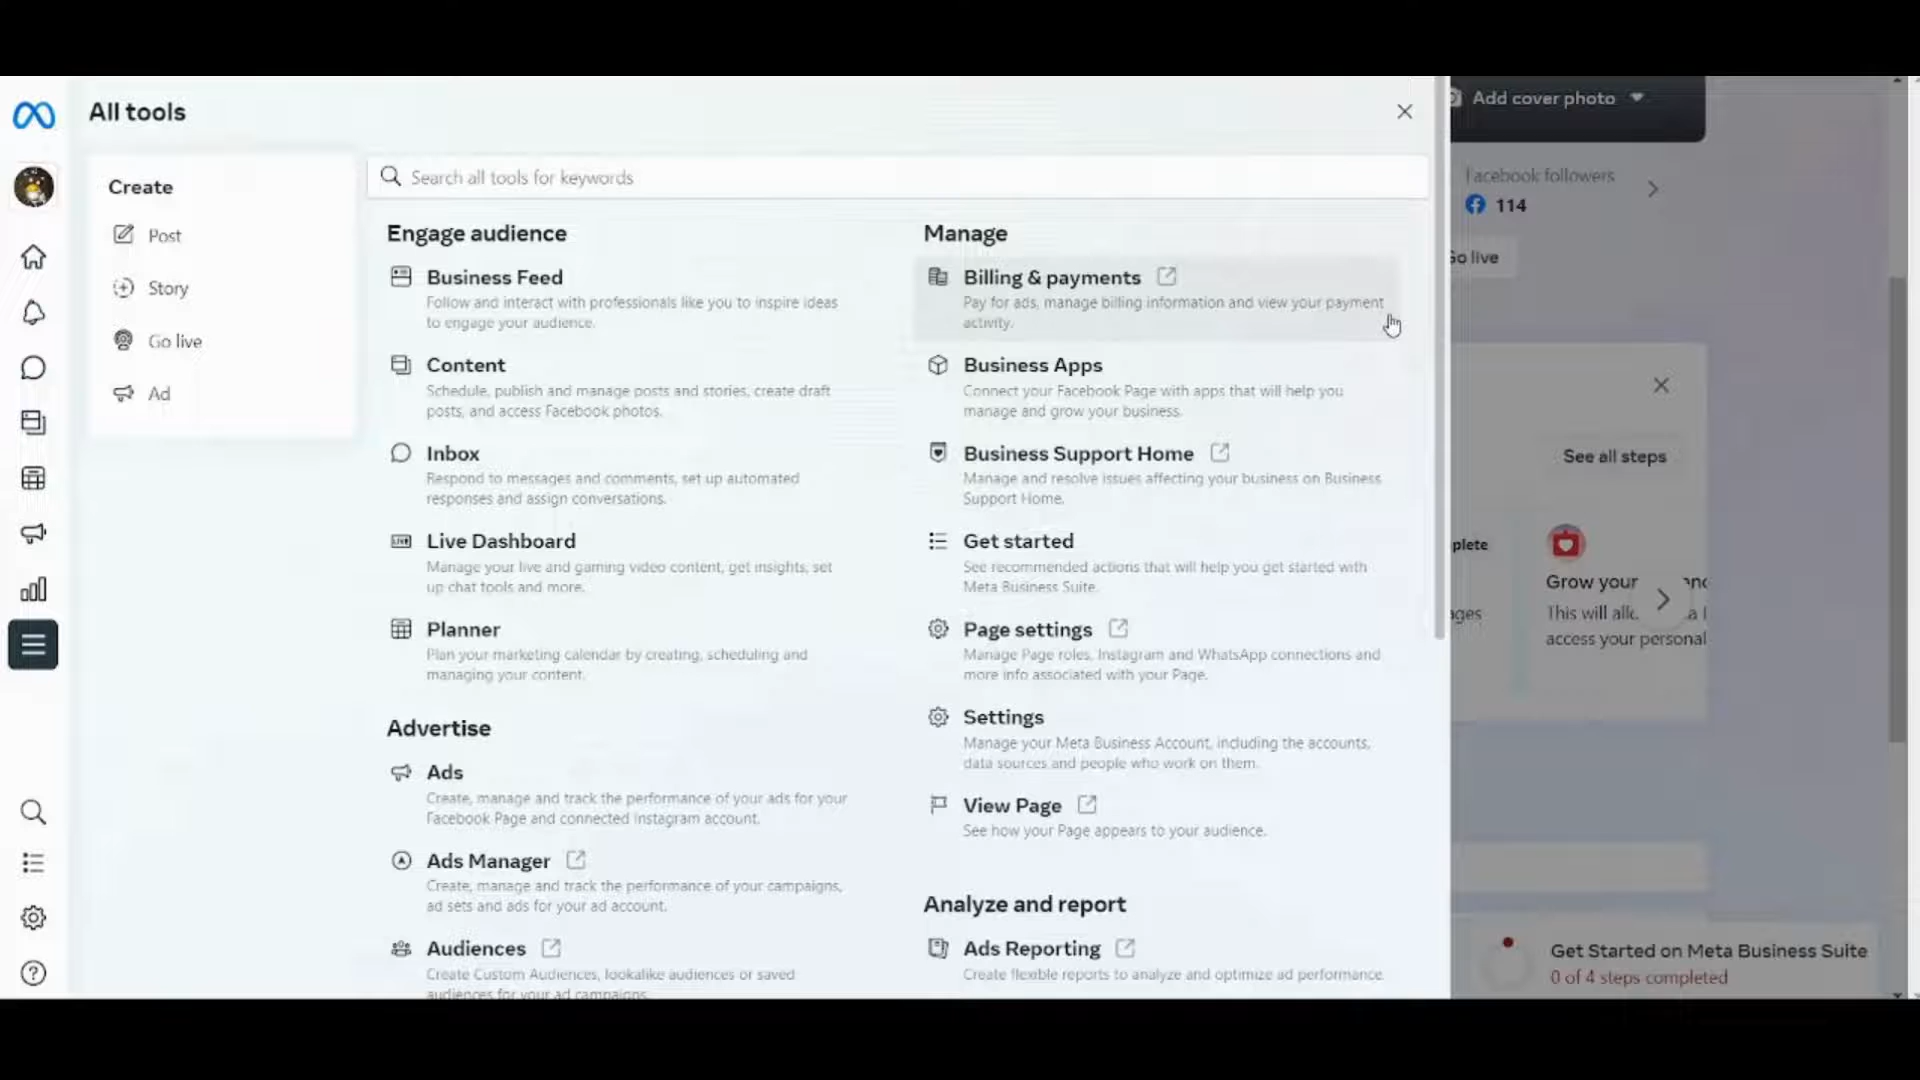 All tools
Create
Post
Story
Go live
Ad
Search all tools for keywords
Engage audience
Business Feed
Follow and interact with professionals like you to inspire ideas
to engage your audience.
Content
Schedule, publish and manage posts and stories, create draft
posts, and access Facebook photos.
Inbox
Respond to messages and comments, set up automated
responses and assign conversations.
Live Dashboard
Manage your live and gaming video content, get insights, set
up chat tools and more.
Planner
Plan your marketing calendar by creating, scheduling and
managing your content.
Advertise
Ads
Create, manage and track the performance of your ads for your
Facebook Page and connected Instagram account.
Ads Manager
Create, manage and track the performance of your campaigns,
ad sets and ads for your ad account.
Audiences
Create Custom Audiences, lookalike audiences or saved
audiences for your ad campaigns.
Manage
Billing & payments
Pay for ads, manage billing information and view your payment
activity.
Business Apps
Connect your Facebook Page with apps that will help you
manage and grow your business.
Business Support Home
Manage and resolve issues affecting your business on Business
Support Home.
Get started
See recommended actions that will help you get started with
Meta Business Suite.
Page settings
Manage Page roles, Instagram and WhatsApp connections and
more info associated with your Page.
Settings
Manage your Meta Business Account, including the accounts,
data sources and people who work on them.
View Page
See how your Page appears to your audience.
Analyze and report
Ads Reporting
Create flexible reports to analyze and optimize ad performance.
Add cover photo
Facebook followers
114
Go live
See all steps
plete
Grow your
ages
This will
access your personal
Get Started on Meta Business Suite
0 of 4 steps completed